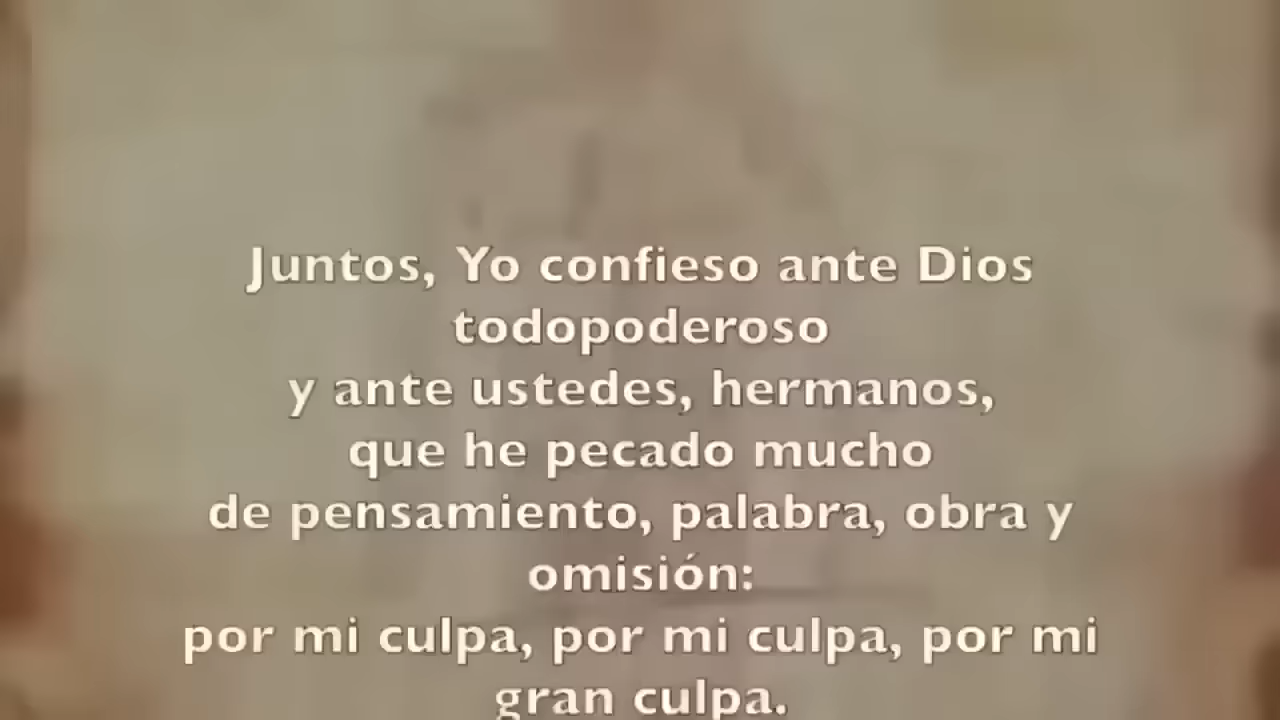 Juntos, Yo confieso ante Dios
todopoderoso
y ante ustedes, hermanos,
que he pecado mucho
de pensamiento, palabra, obra y
omisión:
por mi culpa, por mi culpa, por mi
gran culpa.